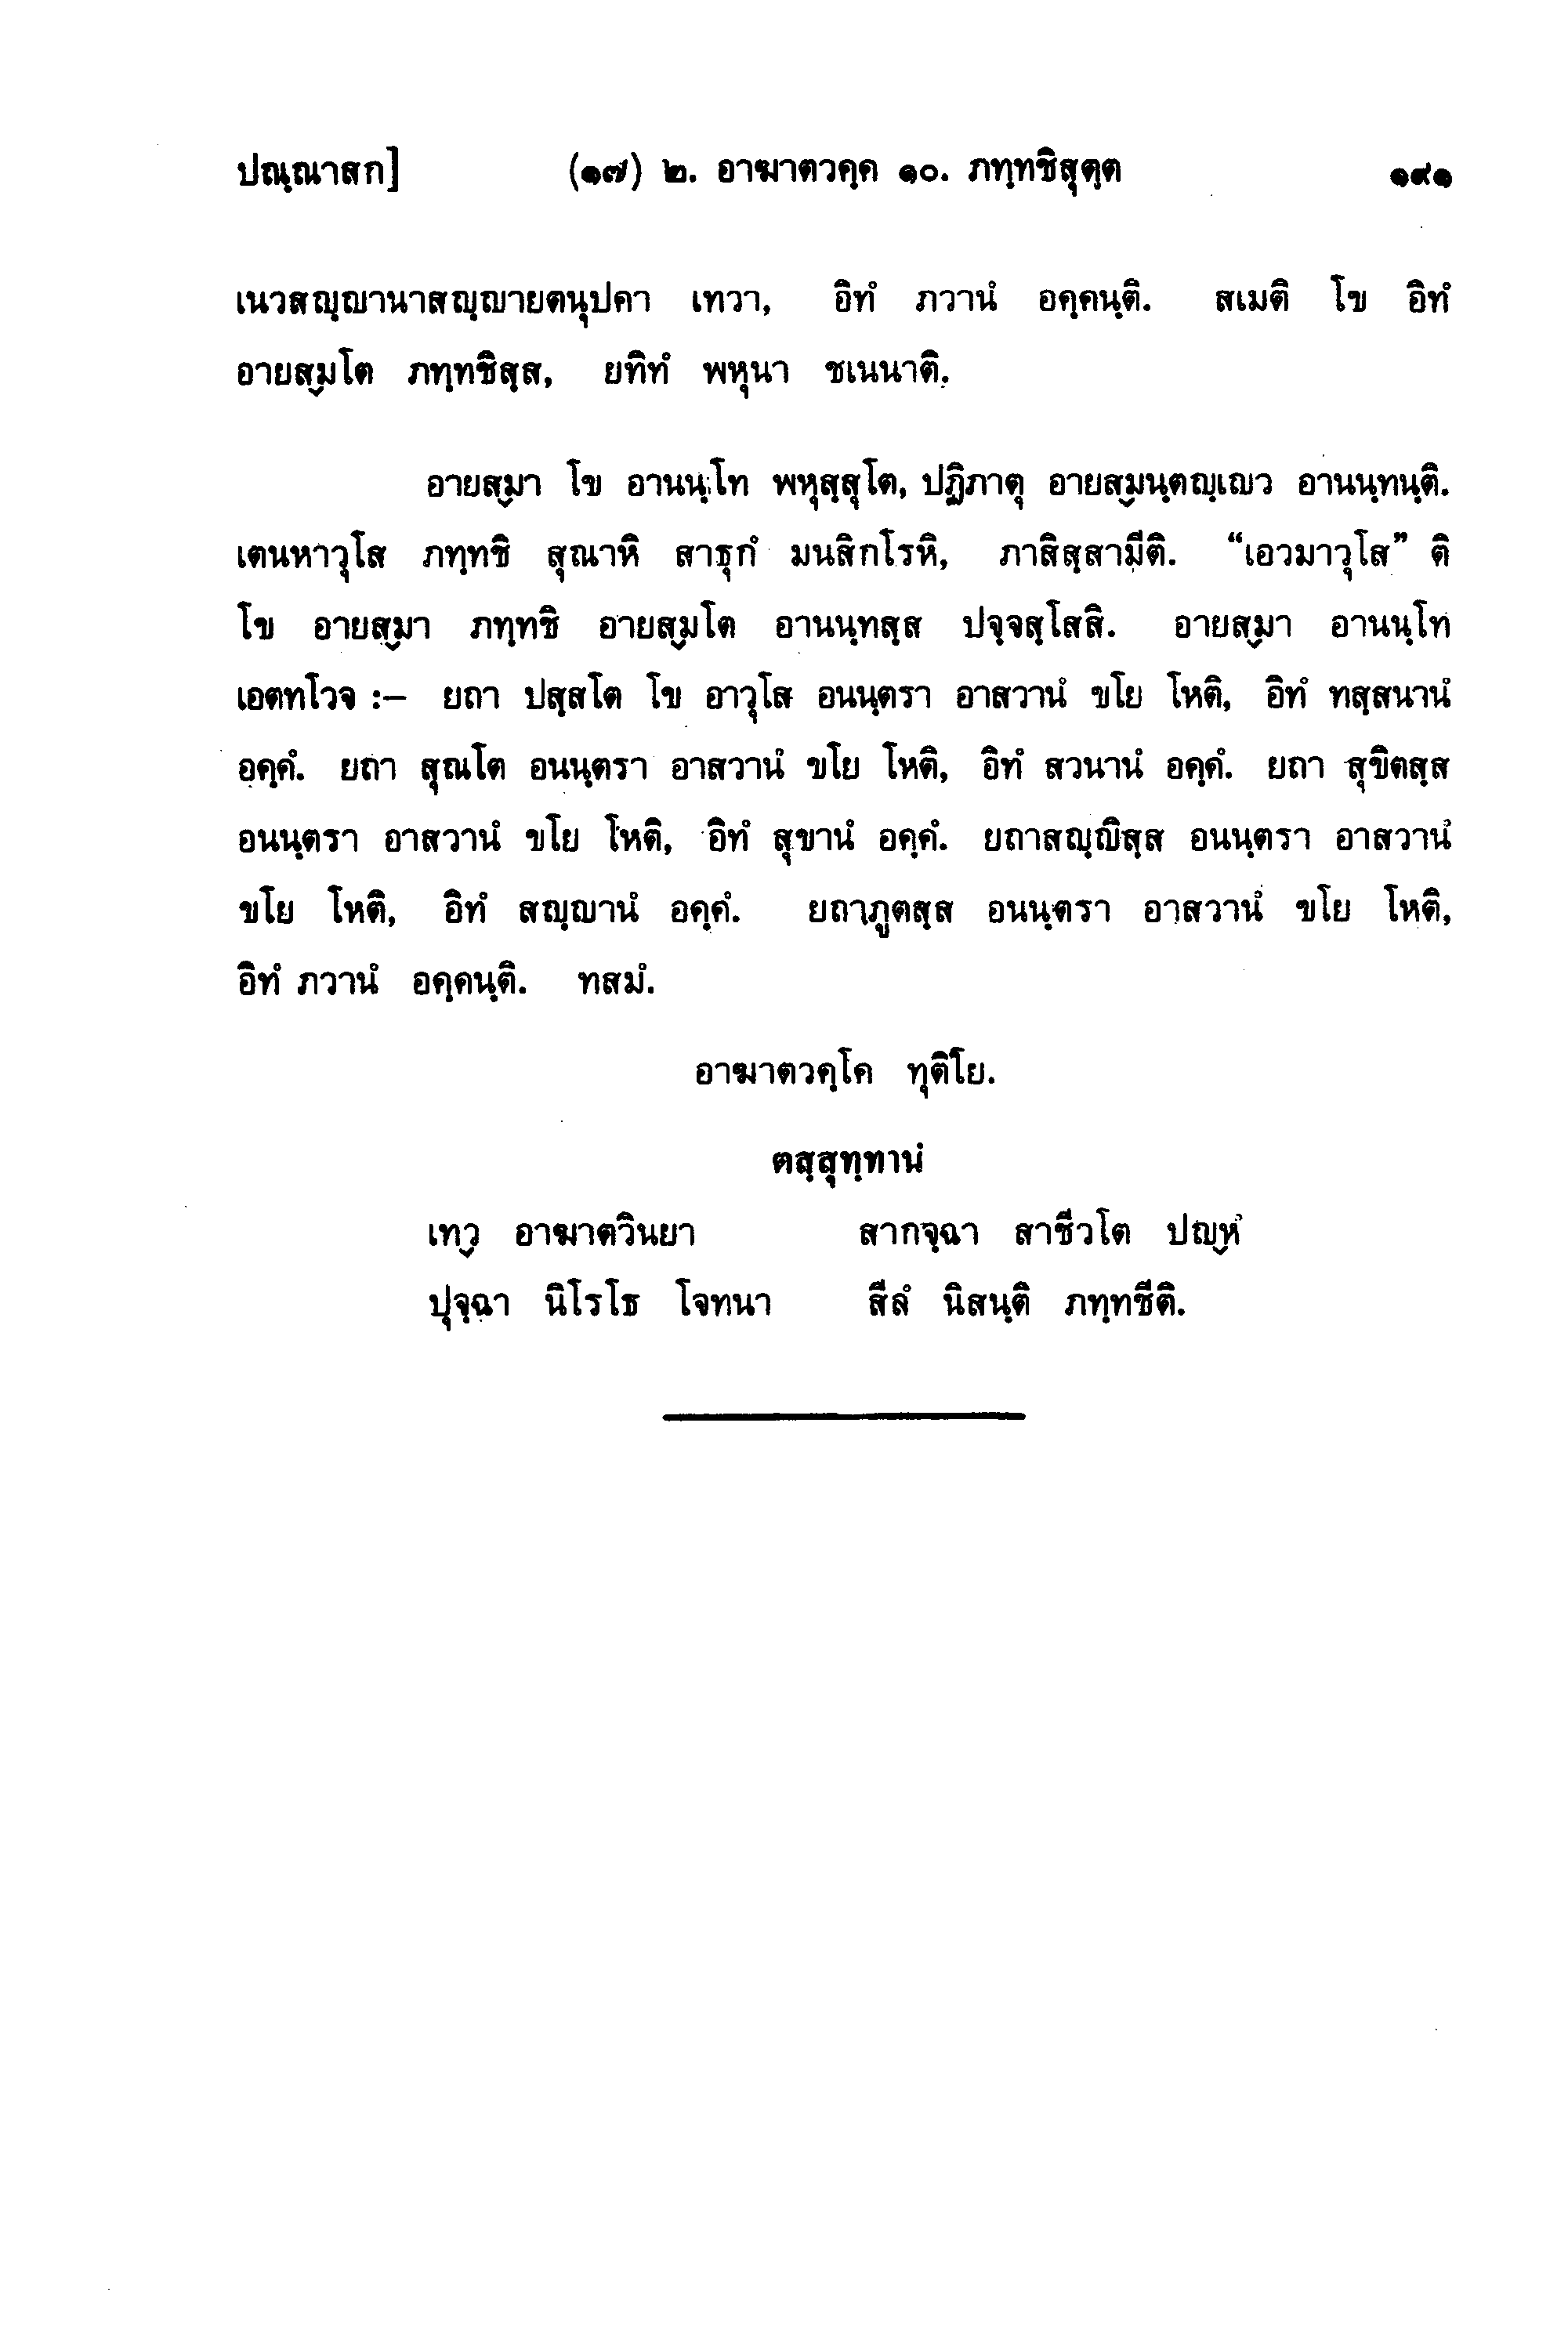 ปณฺณาสก] (๑๗) ๒. อาฆาตวคฺค ๑๐. ภทฺทชิสุตฺต ๑๙๑
เนวสญฺญานาสญฺญายตนุปคา เทวา, อิทํ ภวานํ อคฺคนฺติ. สเมติ โข อิทํ
อายสฺมโต ภทฺทชิสฺส, ยทิทํ พหุนา ชเนนาติ.
อายสฺมา โข อานนฺโท พหุสฺสุโต, ปฏิภาตุ อายสฺมนฺตญฺเญว อานนฺทนฺติ.
เตนหาวุโส ภทฺทชิ สุณาหิ สาธุกํ มนสิกโรหิ, ภาสิสฺสามีติ. “เอวมาวุโส” ติ
โข อายสฺมา ภทฺทชิ อายสฺมโต อานนฺทสฺส ปจฺจสฺโสสิ. อายสฺมา อานนฺโท
เอตทโวจ :— ยถา ปสฺสโต โข อาวุโส อนนฺตรา อาสวานํ ขโย โหติ, อิทํ ทสฺสนานํ
อคฺคํ. ยถา สุณโต อนนฺตรา อาสวานํ ขโย โหติ, อิทํ สวนานํ อคฺคํ. ยถา สุขิตสฺส
อนนฺตรา อาสวานํ ขโย โหติ, อิทํ สุขานํ อคฺคํ. ยถาสญฺญิสฺส อนนฺตรา อาสวานํ
ขโย โหติ, อิทํ สญฺญานํ อคฺคํ. ยถาภูตสฺส อนนฺตรา อาสวานํ ขโย โหติ,
อิทํ ภวานํ อคฺคนฺติ. ทสมํ.
อาฆาตวคฺโค ทุติโย.
ตสฺสุทฺทานํ
เทฺว อาฆาตวินยา สากจฺฉา สาชีวโต ปญฺหํ
ปุจฺฉา นิโรโธ โจทนา สีลํ นิสนฺติ ภทฺทชีติ.